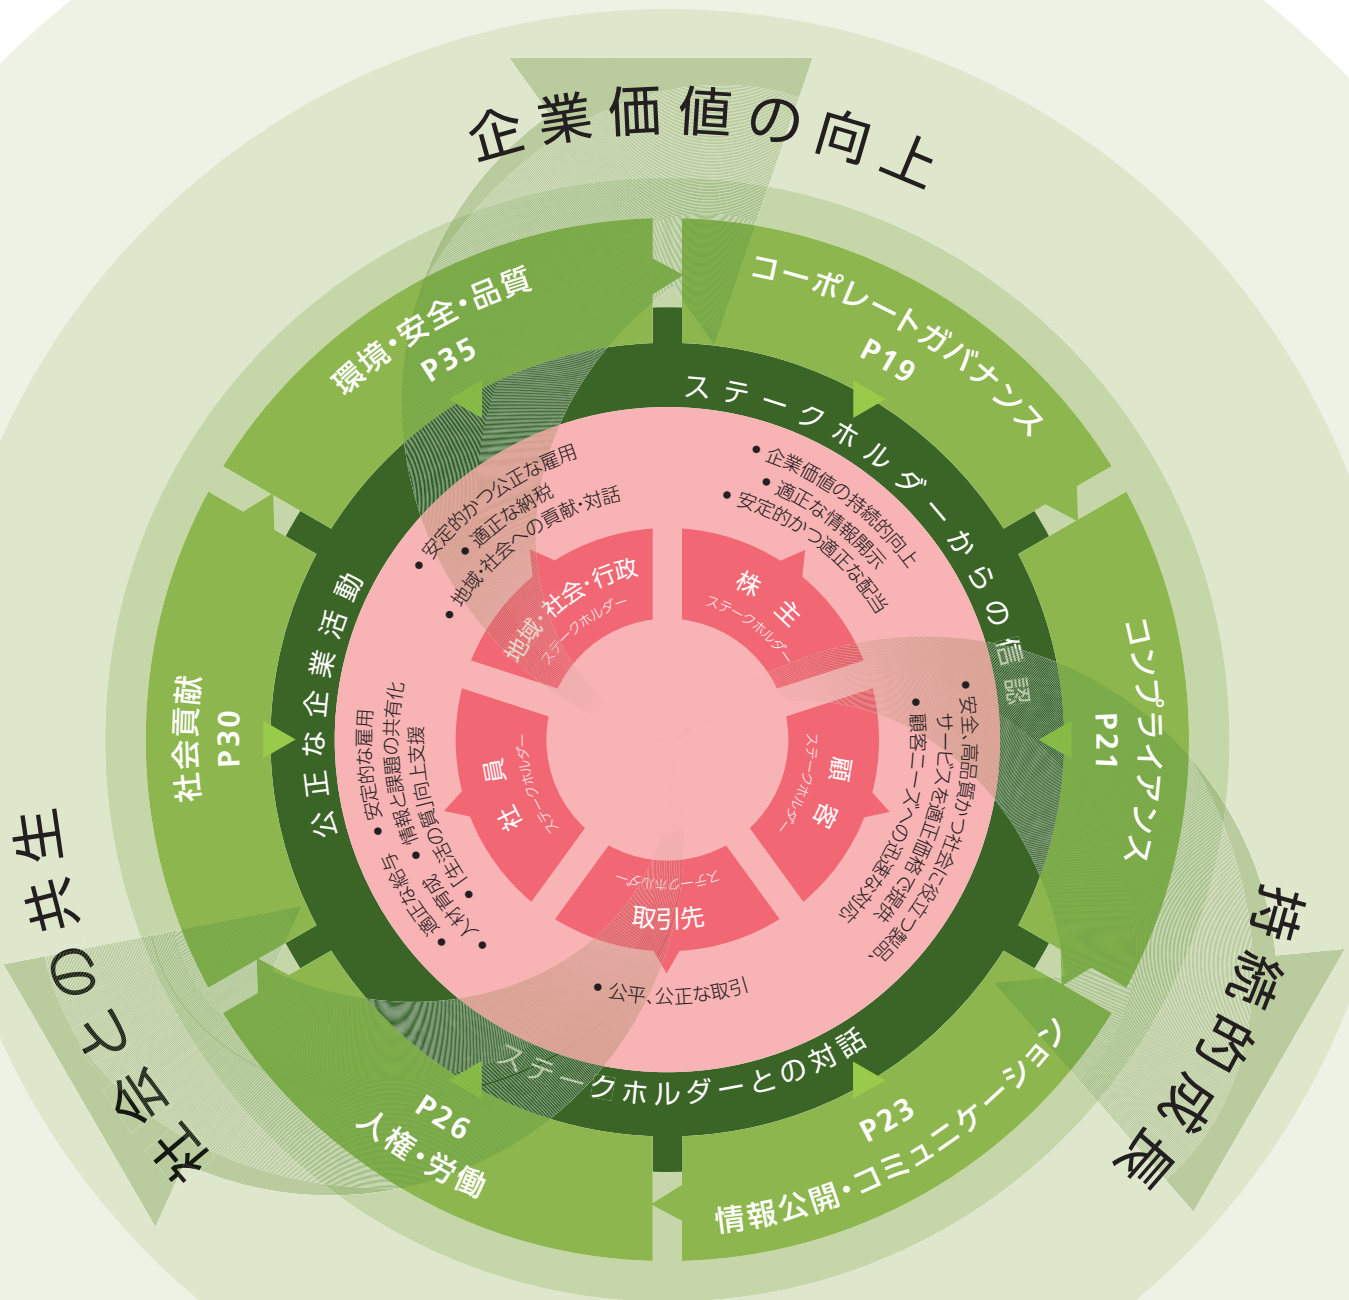 企業価値の向上
持続的成長
社会との共生
コーポレートガバナンス
P19
コンプライアンス
P21
情報公開・コミュニケーション
P23
人権・労働
P26
社会貢献
P30
環境・安全・品質
P35
ステークホルダーからの信認
ステークホルダーとの対話
公正な企業活動
• 企業価値の持続的向上
• 適正な情報開示
• 安定的かつ適正な配当
株主
ステークホルダー
• 安全、高品質かつ社会に役立つ製品、
サービスを適正価格で提供
• 顧客ニーズへの迅速な対応
顧客
ステークホルダー
• 公平、公正な取引
取引先
ステークホルダー
• 安定的な雇用
• 適正な給与
• 情報と課題の共有化
• 人材育成
• 「生活の質」向上支援
社員
ステークホルダー
• 安定的かつ公正な雇用
• 適正な納税
• 地域・社会への貢献・対話
地域・社会・行政
ステークホルダー